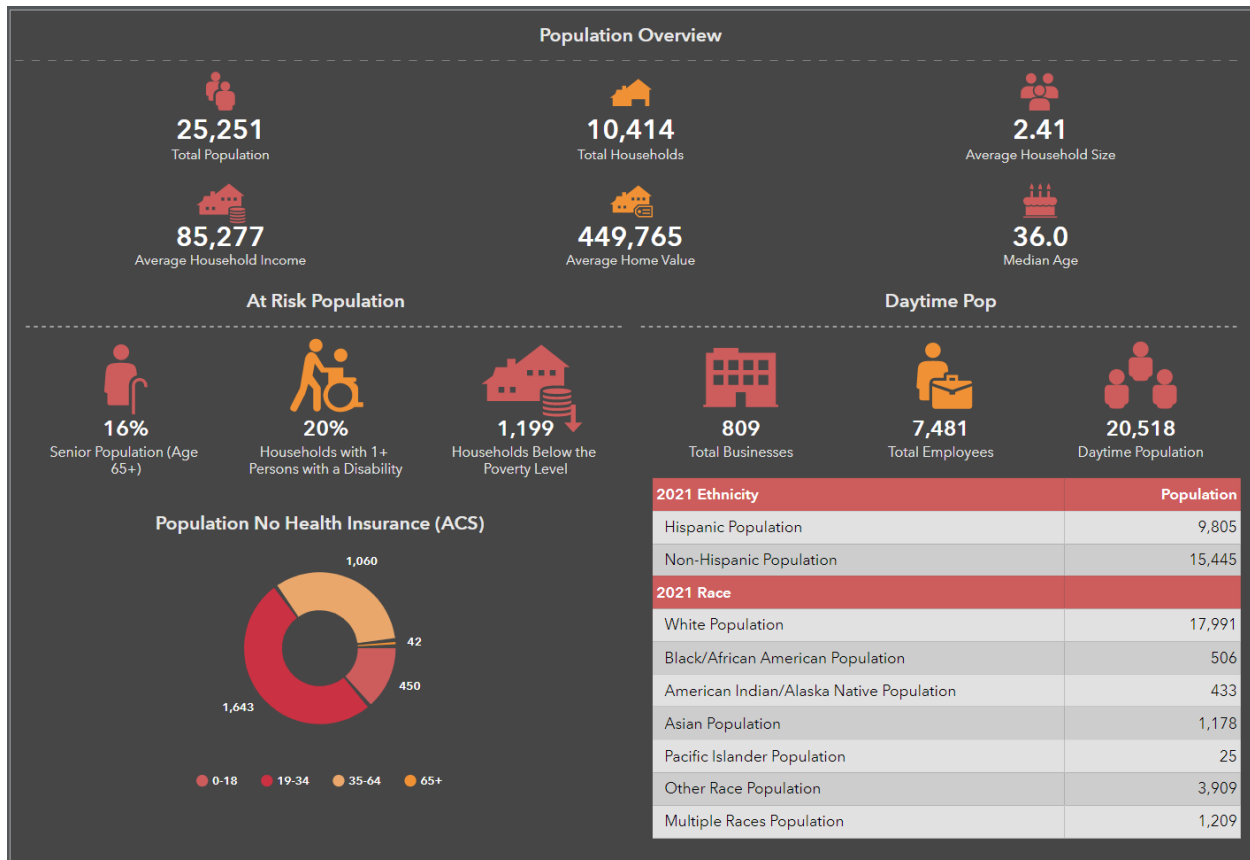 Population Overview
25,251
Total Population
10,414
Total Households
2.41
Average Household Size
85,277
Average Household Income
449,765
Average Home Value
36.0
Median Age
At Risk Population
16%
Senior Population (Age
65+)
20%
Households with 1+
Persons with a Disability
1,199
Households Below the
Poverty Level
Population No Health Insurance (ACS)
1,060
42
450
1,643
0-18 19-34 35-64 65+
Daytime Pop
809
Total Businesses
7,481
Total Employees
20,518
Daytime Population
2021 Ethnicity Population
Hispanic Population 9,805
Non-Hispanic Population 15,445
2021 Race
White Population 17,991
Black/African American Population 506
American Indian/Alaska Native Population 433
Asian Population 1,178
Pacific Islander Population 25
Other Race Population 3,909
Multiple Races Population 1,209